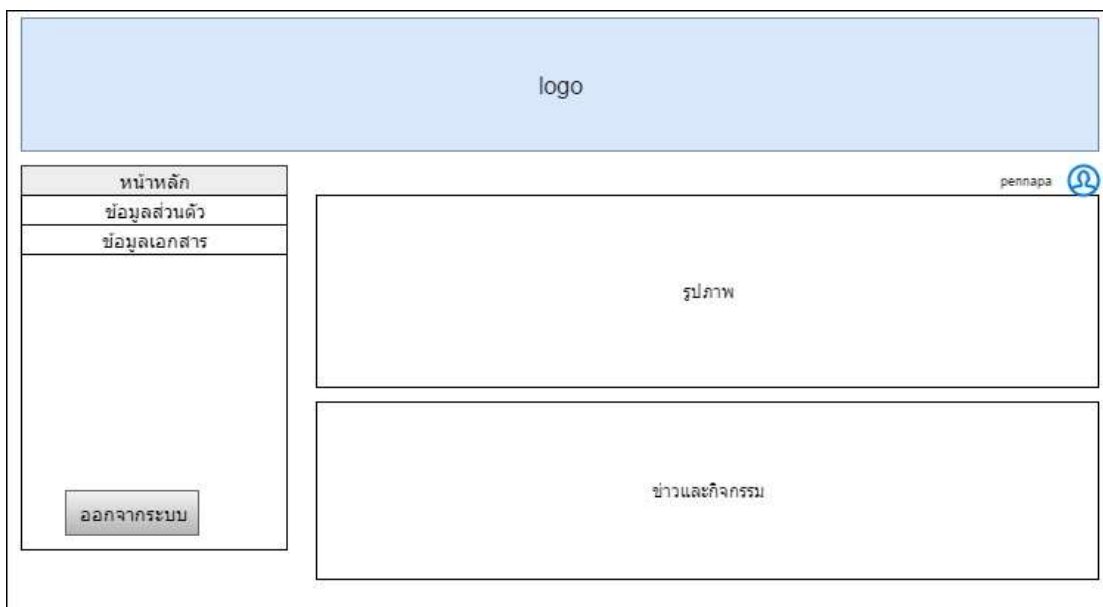 logo
หน้าหลัก
ข้อมูลส่วนตัว
ข้อมูลเอกสาร
ออกจากระบบ
pennapa
รูปภาพ
ข่าวและกิจกรรม